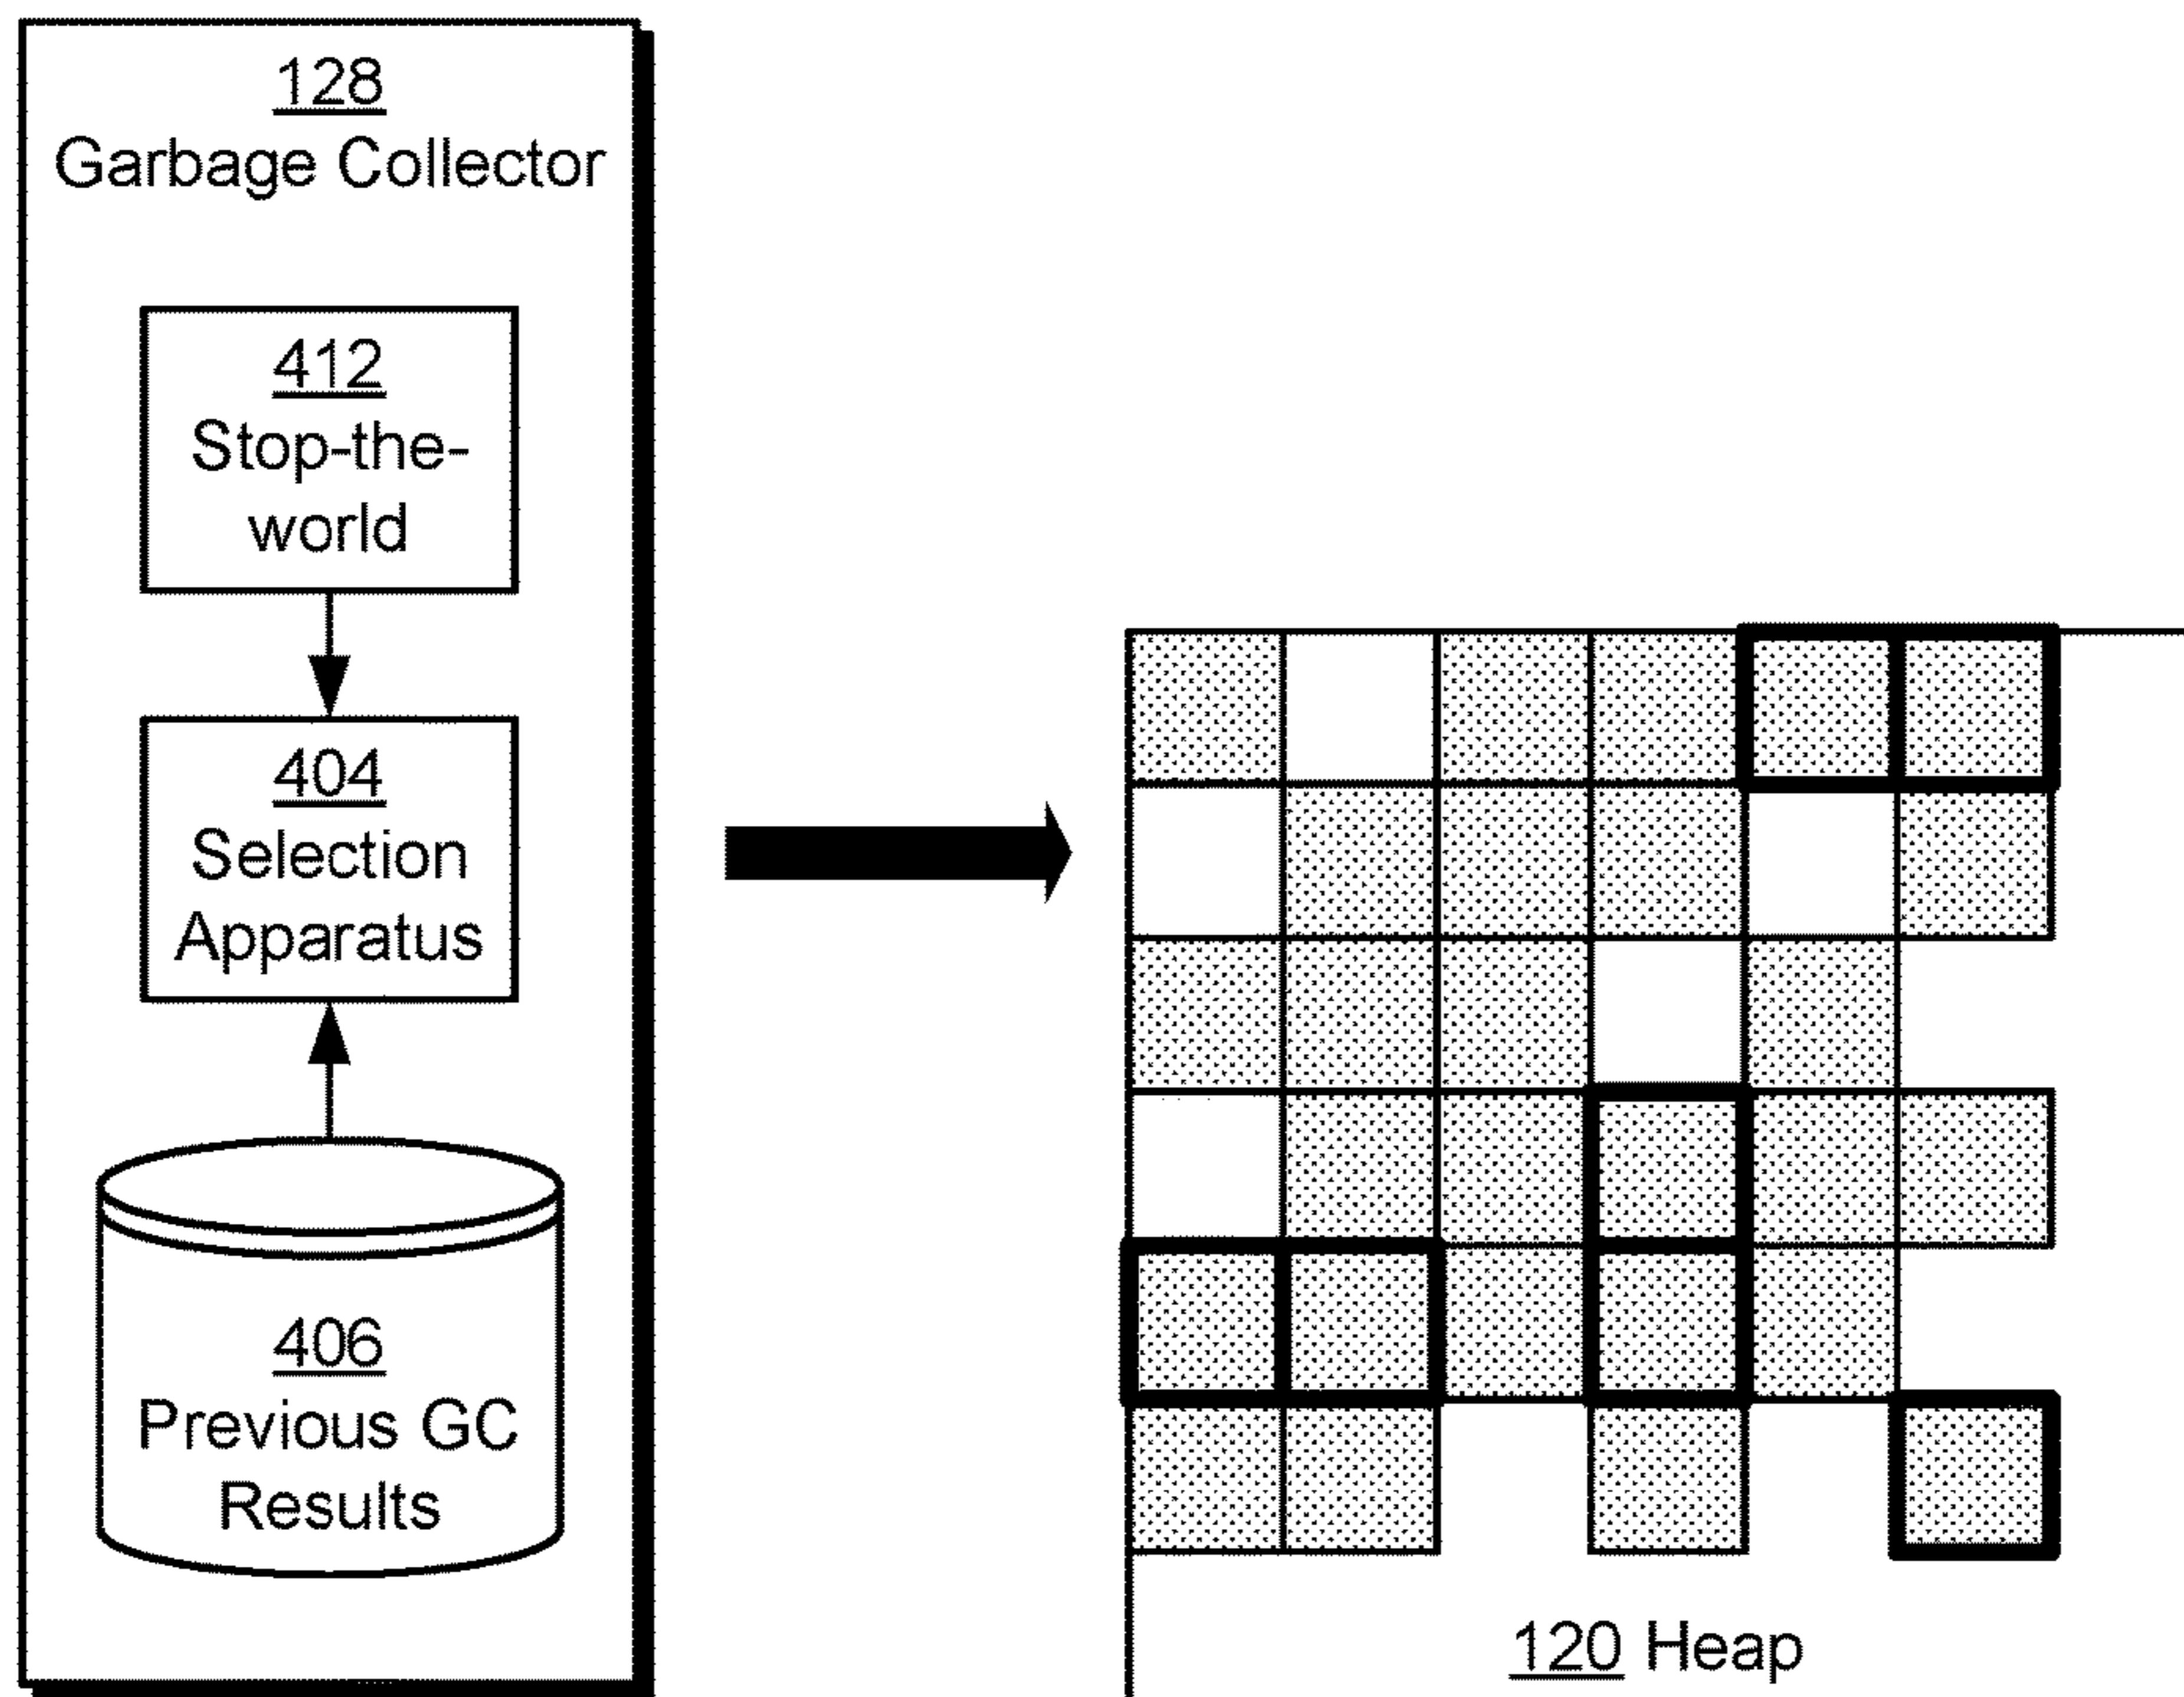 128
Garbage Collector
412
Stop-the-
world
404
Selection
Apparatus
406
Previous GC
Results
120 Heap